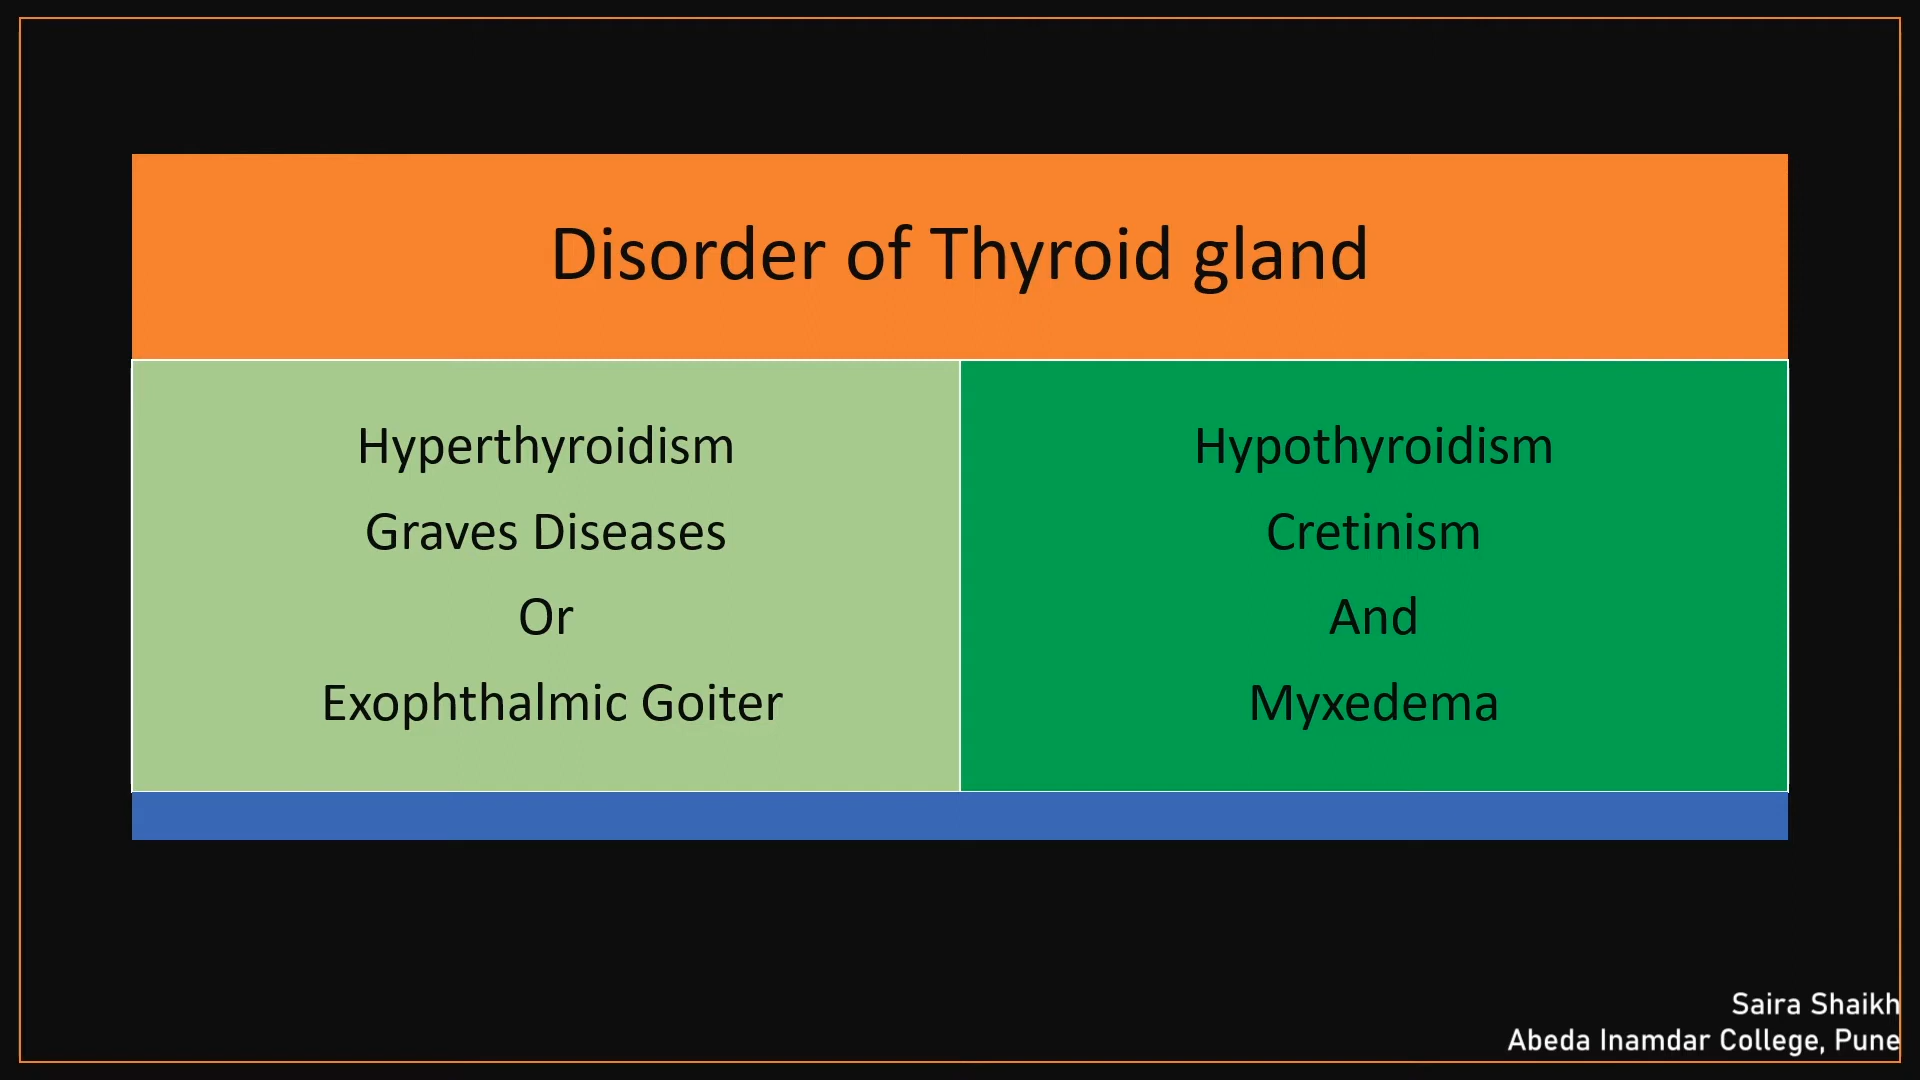 Disorder of Thyroid gland
Hyperthyroidism
Graves Diseases
Or
Exophthalmic Goiter
Hypothyroidism
Cretinism
And
Myxedema
Saira Shaikh
Abeda Inamdar College, Pune